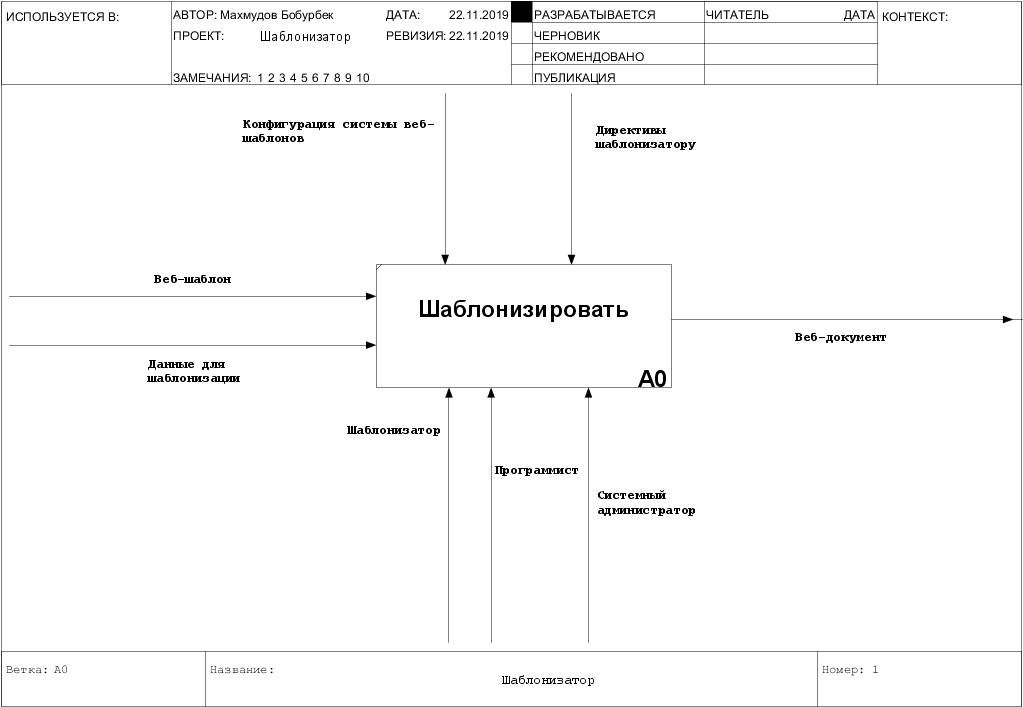 ИСПОЛЬЗУЕТСЯ В:
АВТОР: Махмудов Бобурбек
ДАТА: 22.11.2019
ПРОЕКТ: Шаблонизатор
РЕВИЗИЯ: 22.11.2019
ЗАМЕЧАНИЯ: 1 2 3 4 5 6 7 8 9 10
РАЗРАБАТЫВАЕТСЯ
ЧЕРНОВИК
РЕКОМЕНДОВАНО
ПУБЛИКАЦИЯ
ЧИТАТЕЛЬ ДАТА
КОНТЕКСТ:
Конфигурация системы веб-
шаблонов
Директивы
шаблонизатору
Веб-шаблон
Данные для
шаблонизации
Шаблонизировать
A0
Веб-документ
Шаблонизатор
Программист
Системный
администратор
Ветка: A0
Название:
Шаблонизатор
Номер: 1